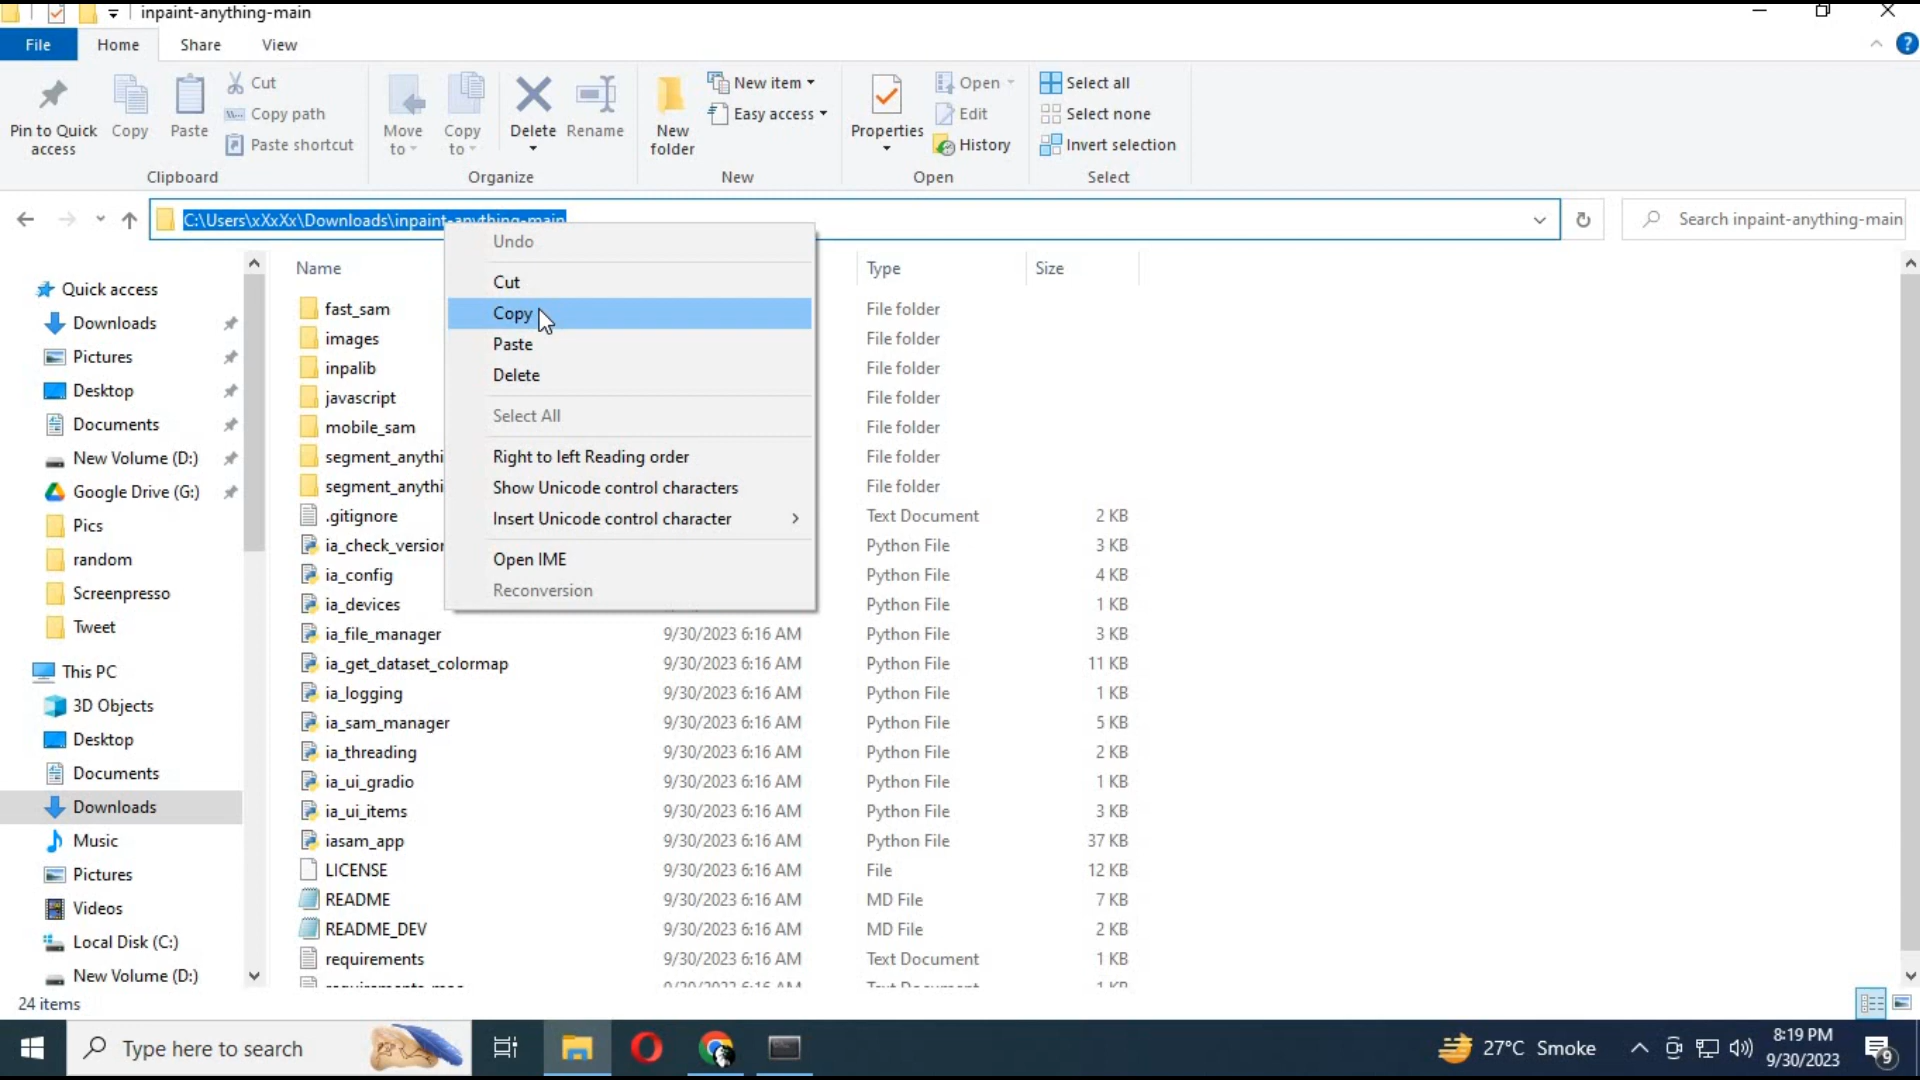 inpaint-anything-main
File Home Share View
Pin to Quick access
Copy
Paste
Cut
Copy path
Paste shortcut
Clipboard
Move to
Copy to
Delete
Rename
Organize
New folder
New item
Easy access
New
Properties
Open
Edit
History
Open
Select all
Select none
Invert selection
Select
C:\Users\xXxXx\Downloads\inpaint-anything-main
Search inpaint-anything-main
Undo
Cut
Copy
Paste
Delete
Select All
Right to left Reading order
Show Unicode control characters
Insert Unicode control character
Open IME
Reconversion
Quick access
Downloads
Pictures
Desktop
Documents
New Volume (D:)
Google Drive (G:)
Pics
random
Screenpresso
Tweet
This PC
3D Objects
Desktop
Documents
Downloads
Music
Pictures
Videos
Local Disk (C:)
New Volume (D:)
Name Type Size
fast_sam File folder
images File folder
inpalib File folder
javascript File folder
mobile_sam File folder
segment_anythi File folder
segment_anythi File folder
.gitignore Text Document 2 KB
ia_check_version Python File 3 KB
ia_config Python File 4 KB
ia_devices Python File 1 KB
ia_file_manager 9/30/2023 6:16 AM Python File 3 KB
ia_get_dataset_colormap 9/30/2023 6:16 AM Python File 11 KB
ia_logging 9/30/2023 6:16 AM Python File 1 KB
ia_sam_manager 9/30/2023 6:16 AM Python File 5 KB
ia_threading 9/30/2023 6:16 AM Python File 2 KB
ia_ui_gradio 9/30/2023 6:16 AM Python File 1 KB
ia_ui_items 9/30/2023 6:16 AM Python File 3 KB
iasam_app 9/30/2023 6:16 AM Python File 37 KB
LICENSE 9/30/2023 6:16 AM File 12 KB
README 9/30/2023 6:16 AM MD File 7 KB
README_DEV 9/30/2023 6:16 AM MD File 2 KB
requirements 9/30/2023 6:16 AM Text Document 1 KB
24 items
Type here to search
27°C Smoke
8:19 PM
9/30/2023
9